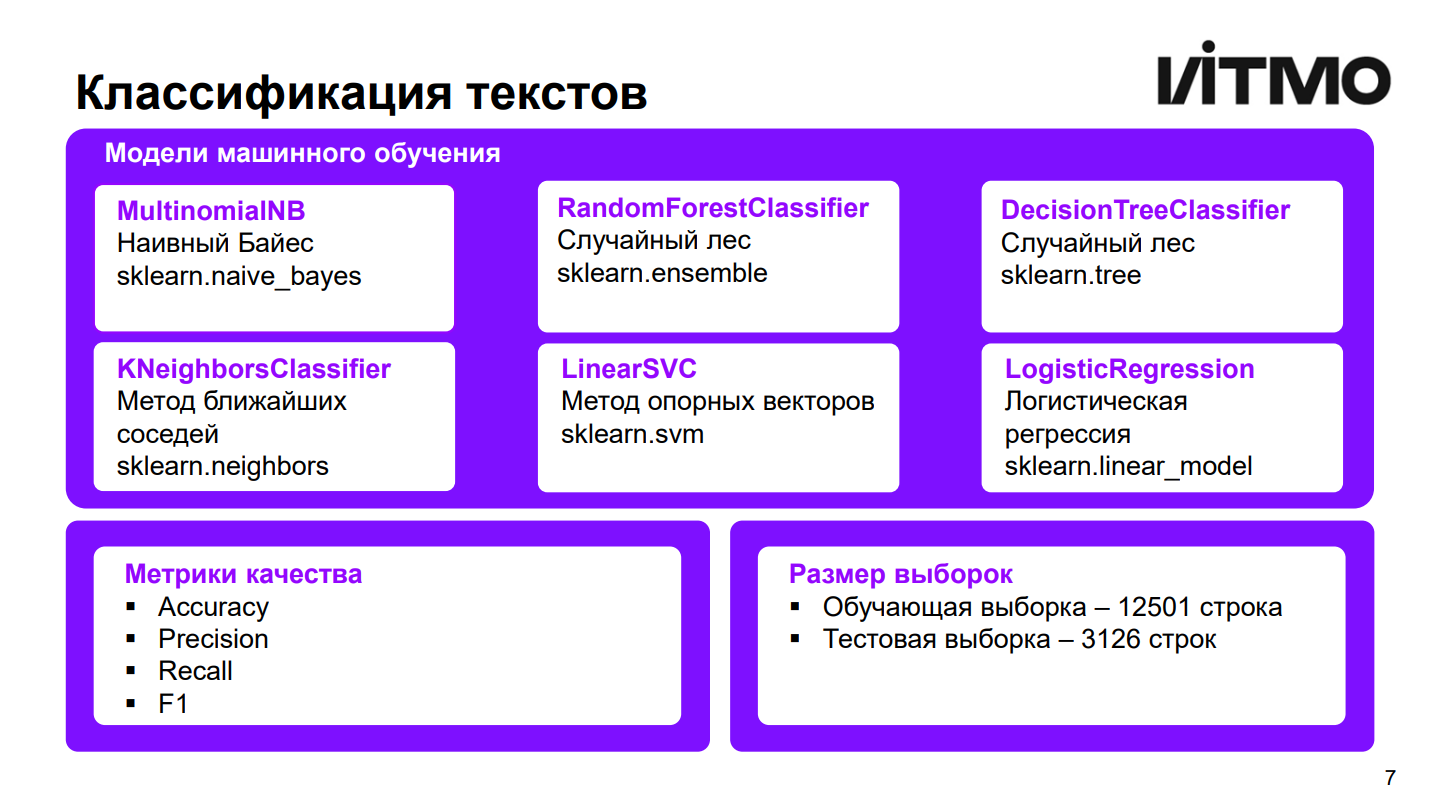 Классификация текстов
ИTMO
Модели машинного обучения
MultinomialNB
Наивный Байес
sklearn.naive_bayes
RandomForestClassifier
Случайный лес
sklearn.ensemble
DecisionTreeClassifier
Случайный лес
sklearn.tree
KNeighborsClassifier
Метод ближайших
соседей
sklearn.neighbors
LinearSVC
Метод опорных векторов
sklearn.svm
LogisticRegression
Логистическая
регрессия
sklearn.linear_model
Метрики качества
▪ Accuracy
▪ Precision
▪ Recall
▪ F1
Размер выборок
▪ Обучающая выборка – 12501 строка
▪ Тестовая выборка – 3126 строк
7